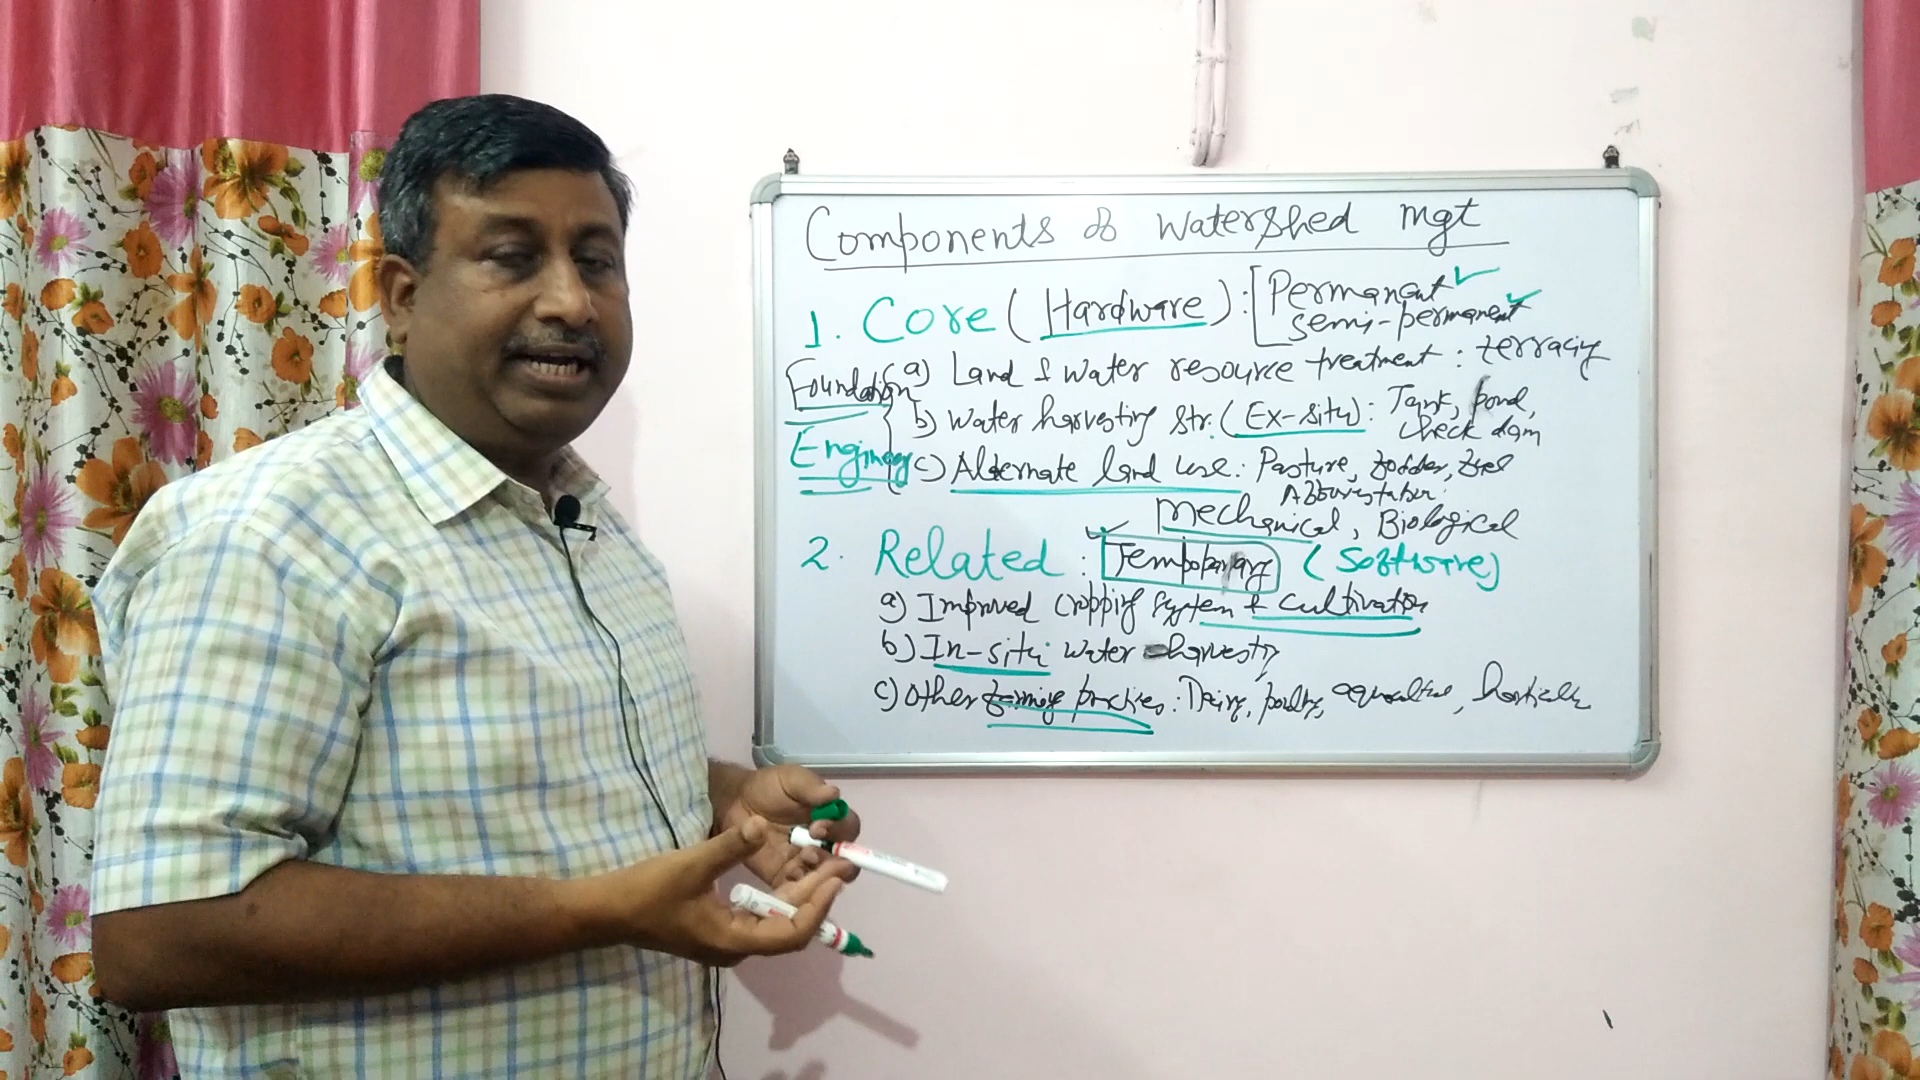 Components of Watershed mgt
1. Core (Hardware): Permanent
semi-permanent
Foundation
Engineering
a) Land & Water resource treatment: terracing
b) Water harvesting str. (Ex-situ): Tank, pond,
check dam
c) Alternate land use: Pasture, fodder, fuel
Afforestation
Mechanical, Biological
2. Related: Temporary (Software)
a) Improved Cropping system & cultivation
b) In-situ water harvesting
c) Other farming practices: Dairy, poultry, aquaculture, horticulture